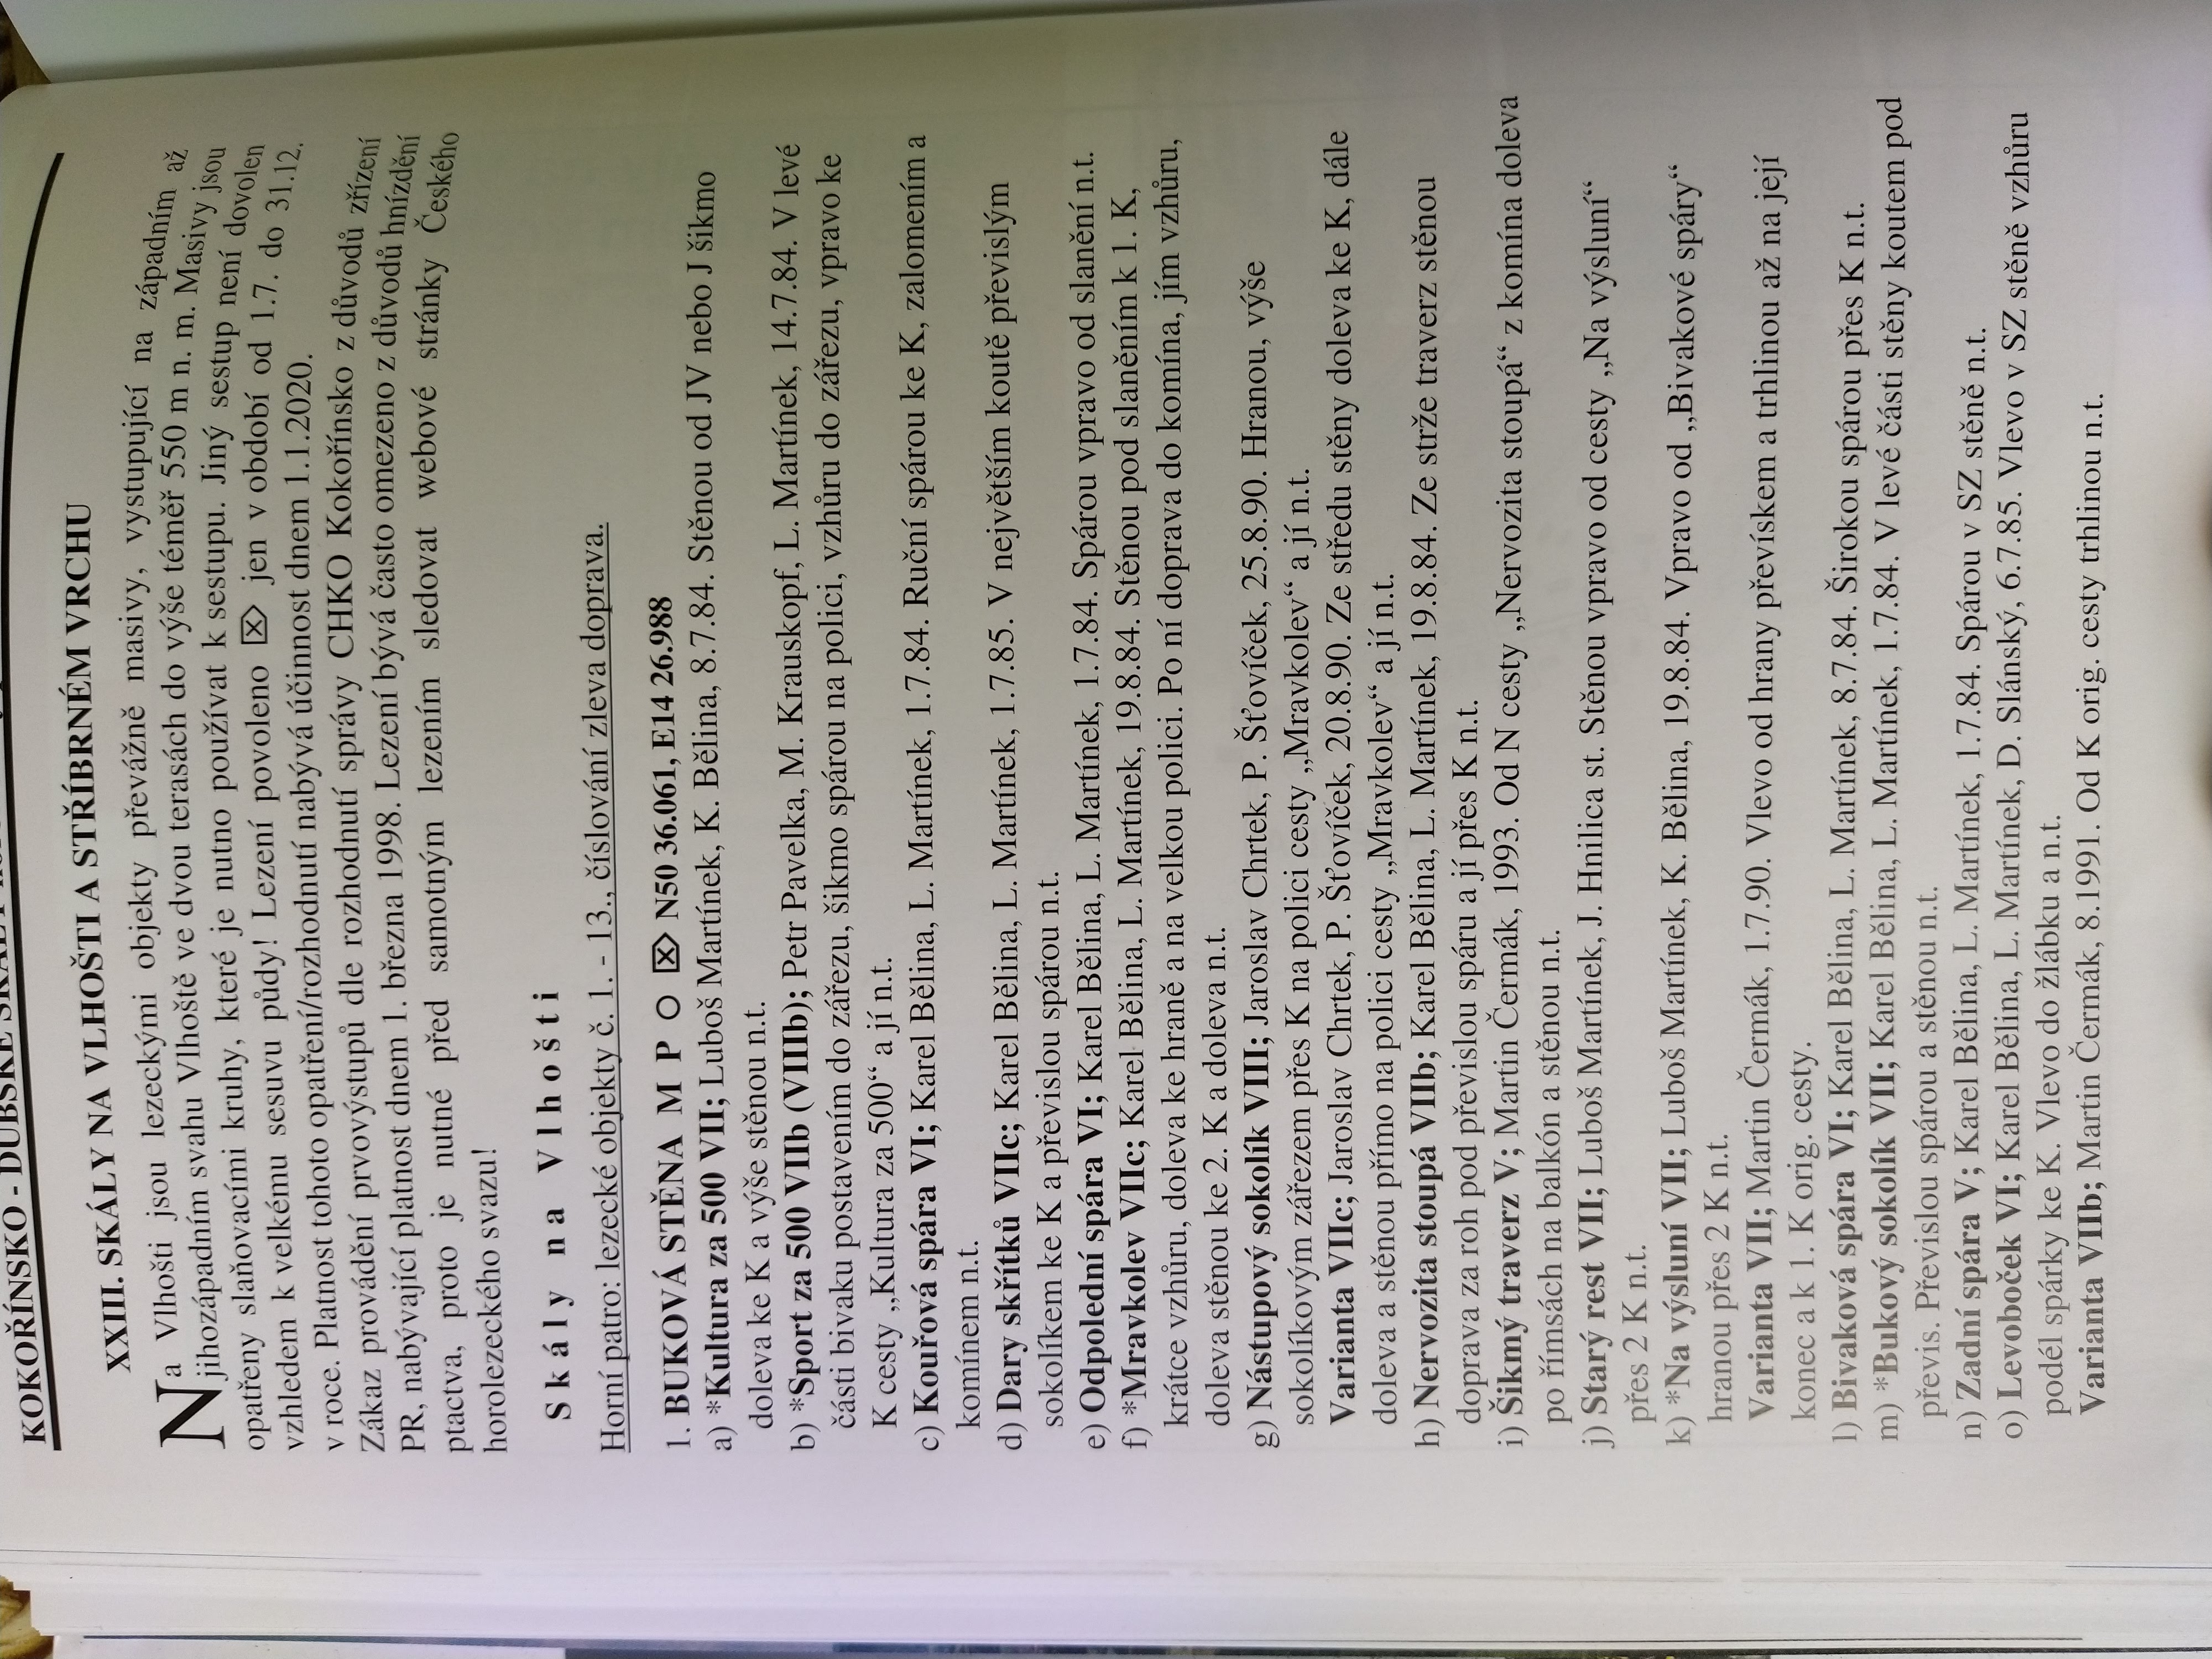 KOKOŘÍNSKO - DUBSKÉ SKÁLY
XXIII. SKÁLY NA VLHOŠTI A STŘÍBRNÉM VRCHU
Na Vlhošti jsou lezeckými objekty převážně masivy, vystupující na západním až
jihozápadním svahu Vlhoště ve dvou terasách do výše téměř 550 m n. m. Masivy jsou
opatřeny slaňovacími kruhy, které je nutno používat k sestupu. Jiný sestup není dovolen
vzhledem k velkému sesuvu půdy! Lezení povoleno ⌦ jen v období od 1.7. do 31.12.
v roce. Platnost tohoto opatření/rozhodnutí nabývá účinnost dnem 1.1.2020.
Zákaz provádění prvovýstupů dle rozhodnutí správy CHKO Kokořínsko z důvodů zřízení
PR, nabývající platnost dnem 1. března 1998. Lezení bývá často omezeno z důvodů hnízdění
ptactva, proto je nutné před samotným lezením sledovat webové stránky Českého
horolezeckého svazu!
Skály na Vlhošti
Horní patro: lezecké objekty č. 1. - 13., číslování zleva doprava.
1. BUKOVÁ STĚNA M P ○ ⌦ N50 36.061, E14 26.988
a) *Kultura za 500 VII; Luboš Martínek, K. Bělina, 8.7.84. Stěnou od JV nebo J šikmo
doleva ke K a výše stěnou n.t.
b) *Sport za 500 VIIb (VIIIb); Petr Pavelka, M. Krauskopf, L. Martínek, 14.7.84. V levé
části bivaku postavením do zářezu, šikmo spárou na polici, vzhůru do zářezu, vpravo ke
K cesty „Kultura za 500“ a jí n.t.
c) Kouřová spára VI; Karel Bělina, L. Martínek, 1.7.84. Ruční spárou ke K, zalomením a
komínem n.t.
d) Dary skřítků VIIc; Karel Bělina, L. Martínek, 1.7.85. V největším koutě převislým
sokolíkem ke K a převislou spárou n.t.
e) Odpolední spára VI; Karel Bělina, L. Martínek, 1.7.84. Spárou vpravo od slanění n.t.
f) *Mravkolev VIIc; Karel Bělina, L. Martínek, 19.8.84. Stěnou pod slaněním k 1. K,
krátce vzhůru, doleva ke hraně a na velkou polici. Po ní doprava do komína, jím vzhůru,
doleva stěnou ke 2. K a doleva n.t.
g) Nástupový sokolík VIII; Jaroslav Chrtek, P. Šťovíček, 25.8.90. Hranou, výše
sokolíkovým zářezem přes K na polici cesty „Mravkolev“ a jí n.t.
Varianta VIIc; Jaroslav Chrtek, P. Šťovíček, 20.8.90. Ze středu stěny doleva ke K, dále
doleva a stěnou přímo na polici cesty „Mravkolev“ a jí n.t.
h) Nervozita stoupá VIIb; Karel Bělina, L. Martínek, 19.8.84. Ze strže traverz stěnou
doprava za roh pod převislou spáru a jí přes K n.t.
i) Šikmý traverz V; Martin Čermák, 1993. Od N cesty „Nervozita stoupá“ z komína doleva
po římsách na balkón a stěnou n.t.
j) Starý rest VII; Luboš Martínek, J. Hnilica st. Stěnou vpravo od cesty „Na výsluní“
přes 2 K n.t.
k) *Na výsluní VII; Luboš Martínek, K. Bělina, 19.8.84. Vpravo od „Bivakové spáry“
hranou přes 2 K n.t.
Varianta VII; Martin Čermák, 1.7.90. Vlevo od hrany převískem a trhlinou až na její
konec a k 1. K orig. cesty.
l) Bivaková spára VI; Karel Bělina, L. Martínek, 8.7.84. Širokou spárou přes K n.t.
m) *Bukový sokolík VII; Karel Bělina, L. Martínek, 1.7.84. V levé části stěny koutem pod
převis. Převislou spárou a stěnou n.t.
n) Zadní spára V; Karel Bělina, L. Martínek, 1.7.84. Spárou v SZ stěně n.t.
o) Levoboček VI; Karel Bělina, L. Martínek, D. Slánský, 6.7.85. Vlevo v SZ stěně vzhůru
podél spárky ke K. Vlevo do žlábku a n.t.
Varianta VIIb; Martin Čermák, 8.1991. Od K orig. cesty trhlinou n.t.